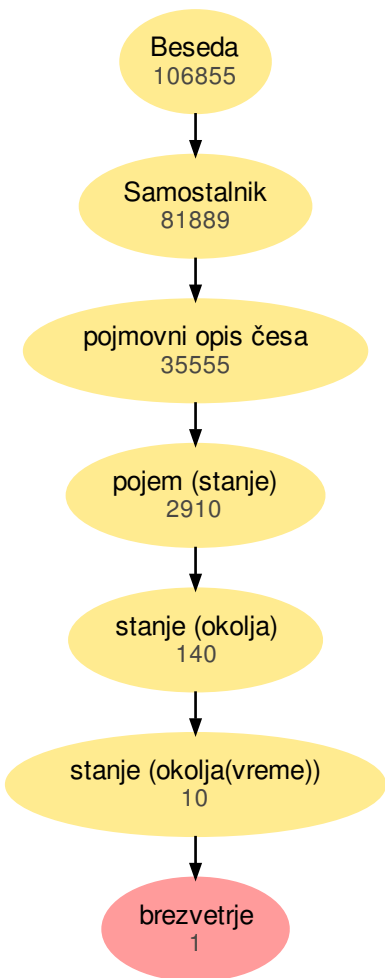 Beseda
106855
Samostalnik
81889
pojmovni opis česa
35555
pojem (stanje)
2910
stanje (okolja)
140
stanje (okolja(vreme))
10
brezvetrje
1